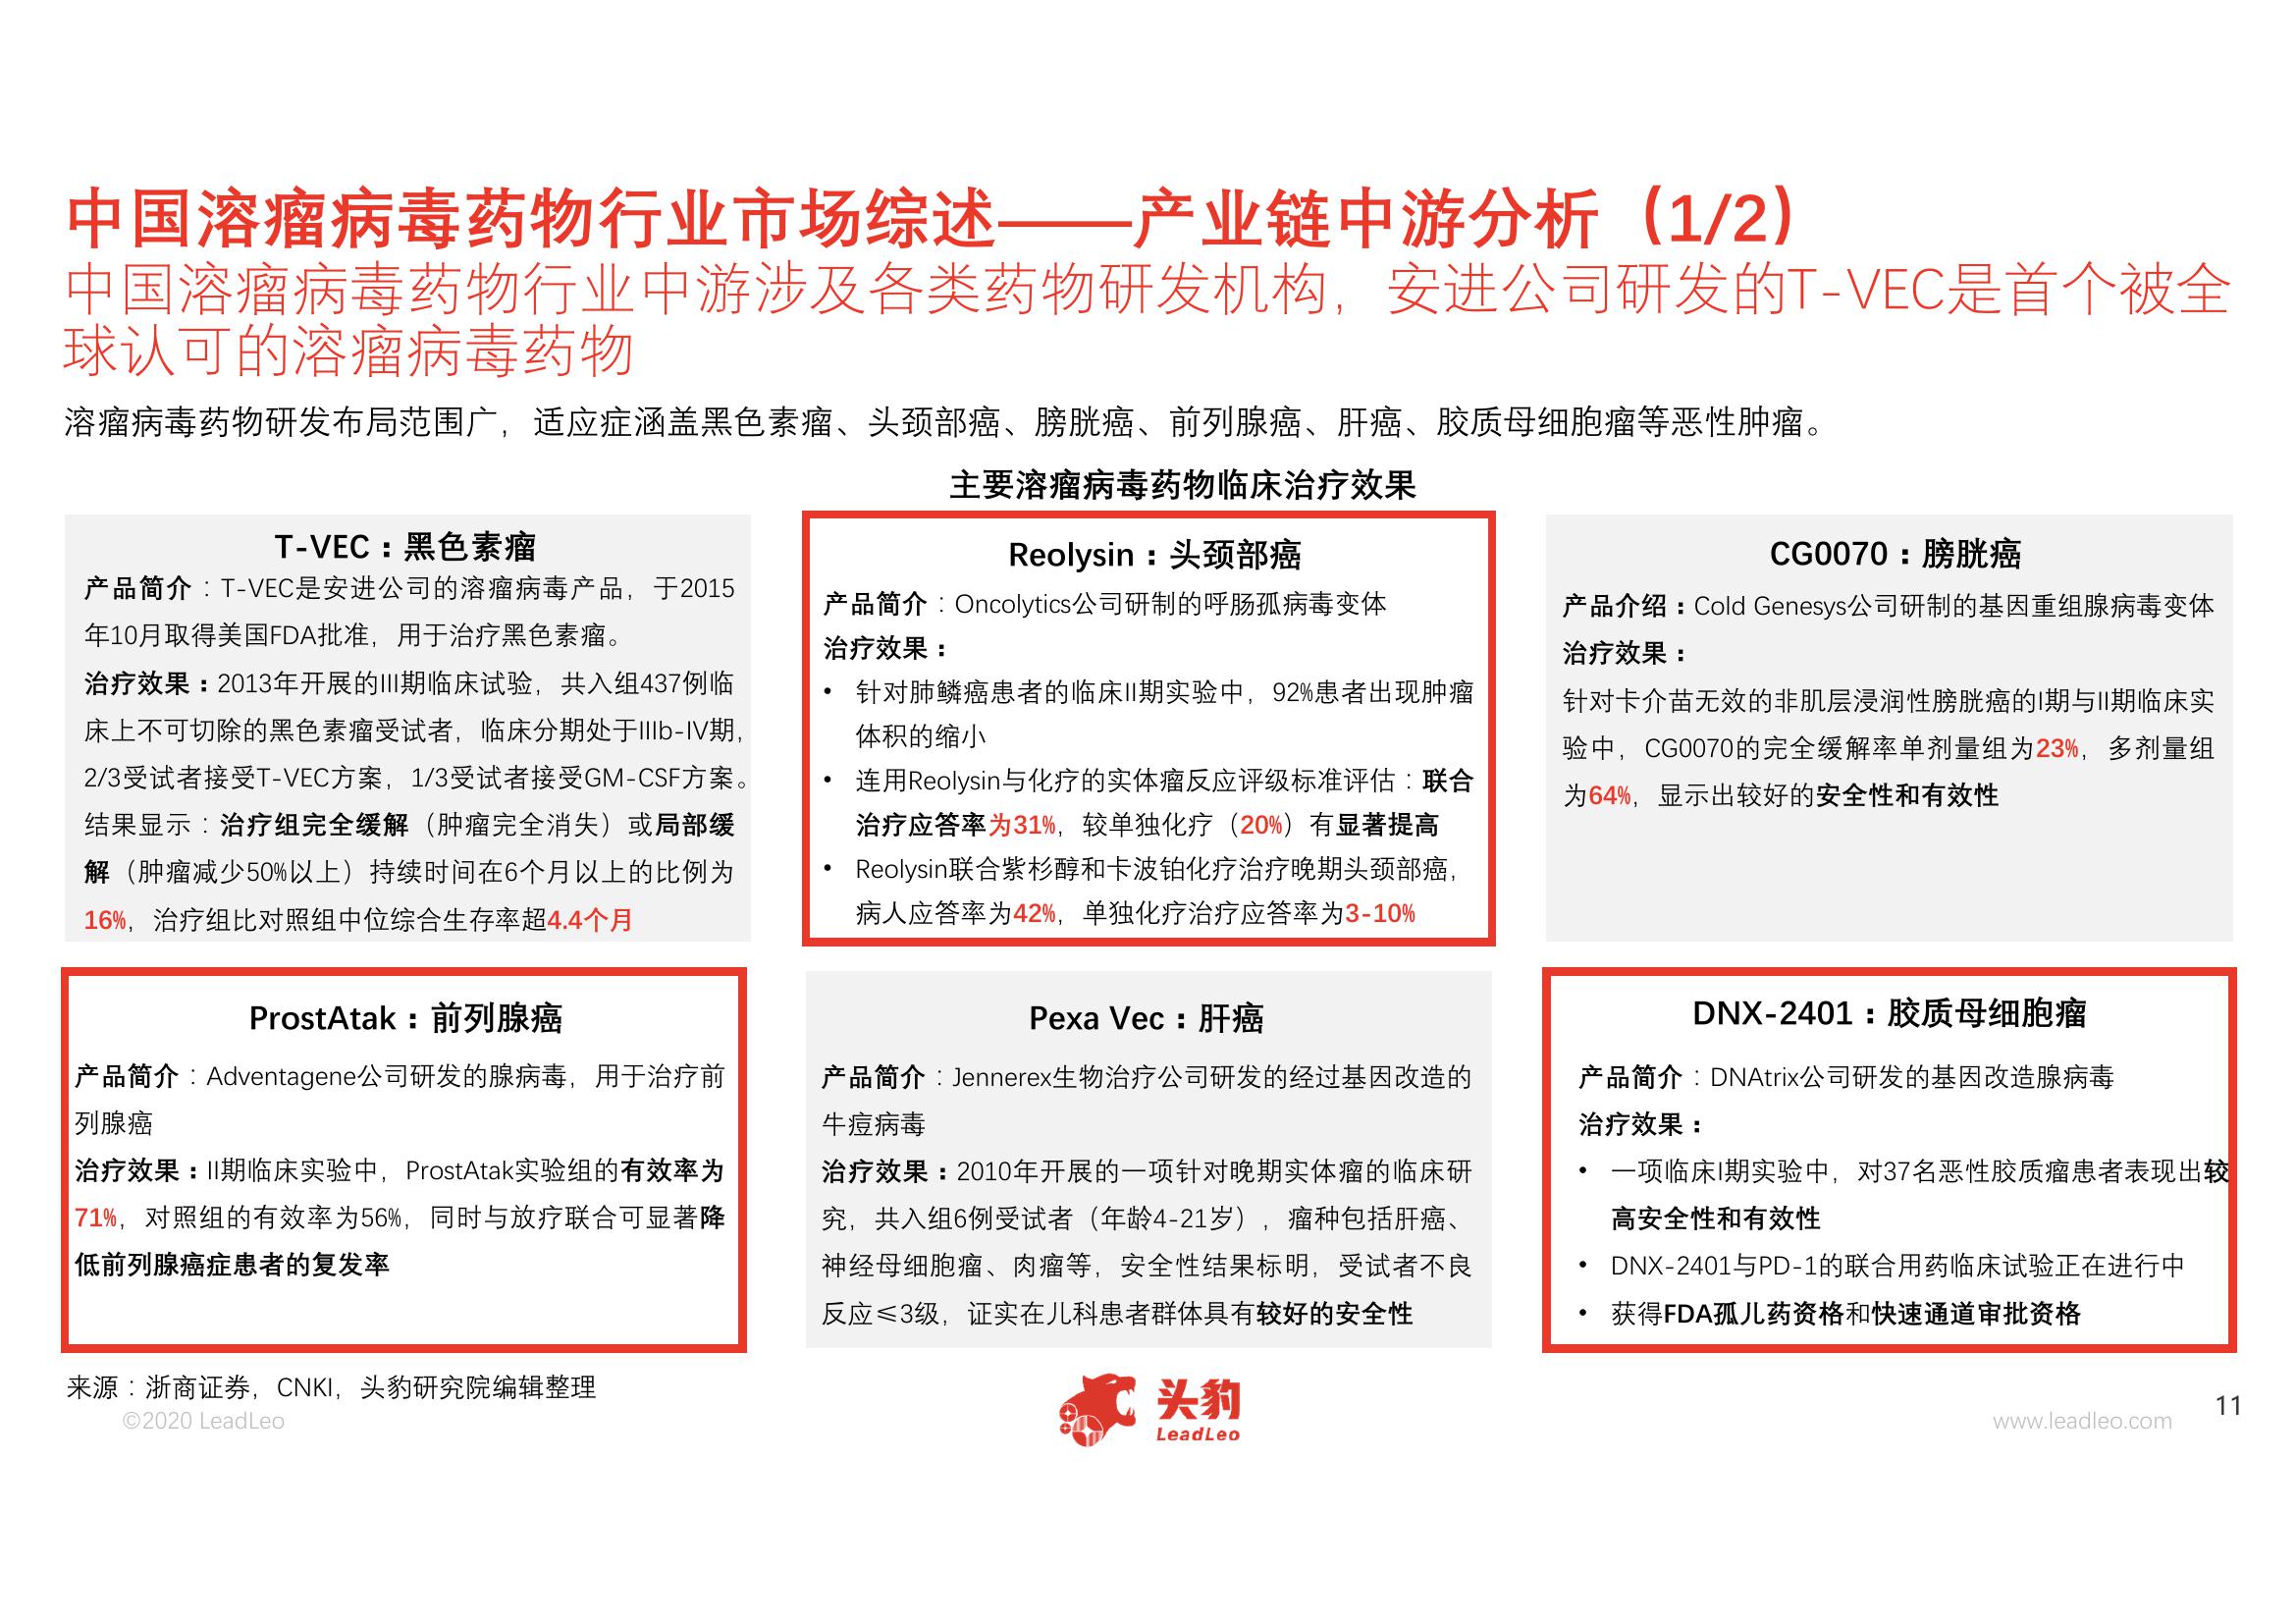 中国溶瘤病毒药物行业市场综述——产业链中游分析（1/2）
中国溶瘤病毒药物行业中游涉及各类药物研发机构，安进公司研发的T-VEC是首个被全
球认可的溶瘤病毒药物
溶瘤病毒药物研发布局范围广，适应症涵盖黑色素瘤、头颈部癌、膀胱癌、前列腺癌、肝癌、胶质母细胞瘤等恶性肿瘤。
主要溶瘤病毒药物临床治疗效果
T-VEC：黑色素瘤
产品简介：T-VEC是安进公司的溶瘤病毒产品，于2015
年10月取得美国FDA批准，用于治疗黑色素瘤。
治疗效果：2013年开展的III期临床试验，共入组437例临
床上不可切除的黑色素瘤受试者，临床分期处于IIIb-IV期，
2/3受试者接受T-VEC方案，1/3受试者接受GM-CSF方案。
结果显示：治疗组完全缓解（肿瘤完全消失）或局部缓
解（肿瘤减少50%以上）持续时间在6个月以上的比例为
16%，治疗组比对照组中位综合生存率超4.4个月
Reolysin：头颈部癌
产品简介：Oncolytics公司研制的呼肠孤病毒变体
治疗效果：
• 针对肺鳞癌患者的临床II期实验中，92%患者出现肿瘤
体积的缩小
• 连用Reolysin与化疗的实体瘤反应评级标准评估：联合
治疗应答率为31%，较单独化疗（20%）有显著提高
• Reolysin联合紫杉醇和卡波铂化疗治疗晚期头颈部癌，
病人应答率为42%，单独化疗治疗应答率为3-10%
CG0070：膀胱癌
产品介绍：Cold Genesys公司研制的基因重组腺病毒变体
治疗效果：
针对卡介苗无效的非肌层浸润性膀胱癌的I期与II期临床实
验中，CG0070的完全缓解率单剂量组为23%，多剂量组
为64%，显示出较好的安全性和有效性
ProstAtak：前列腺癌
产品简介：Adventagene公司研发的腺病毒，用于治疗前
列腺癌
治疗效果：II期临床实验中，ProstAtak实验组的有效率为
71%，对照组的有效率为56%，同时与放疗联合可显著降
低前列腺癌症患者的复发率
Pexa Vec：肝癌
产品简介：Jennerex生物治疗公司研发的经过基因改造的
牛痘病毒
治疗效果：2010年开展的一项针对晚期实体瘤的临床研
究，共入组6例受试者（年龄4-21岁），瘤种包括肝癌、
神经母细胞瘤、肉瘤等，安全性结果标明，受试者不良
反应≤3级，证实在儿科患者群体具有较好的安全性
DNX-2401：胶质母细胞瘤
产品简介：DNAtrix公司研发的基因改造腺病毒
治疗效果：
• 一项临床I期实验中，对37名恶性胶质瘤患者表现出较
高安全性和有效性
• DNX-2401与PD-1的联合用药临床试验正在进行中
• 获得FDA孤儿药资格和快速通道审批资格
来源：浙商证券，CNKI，头豹研究院编辑整理
©2020 LeadLeo
头豹
LeadLeo
www.leadleo.com
11